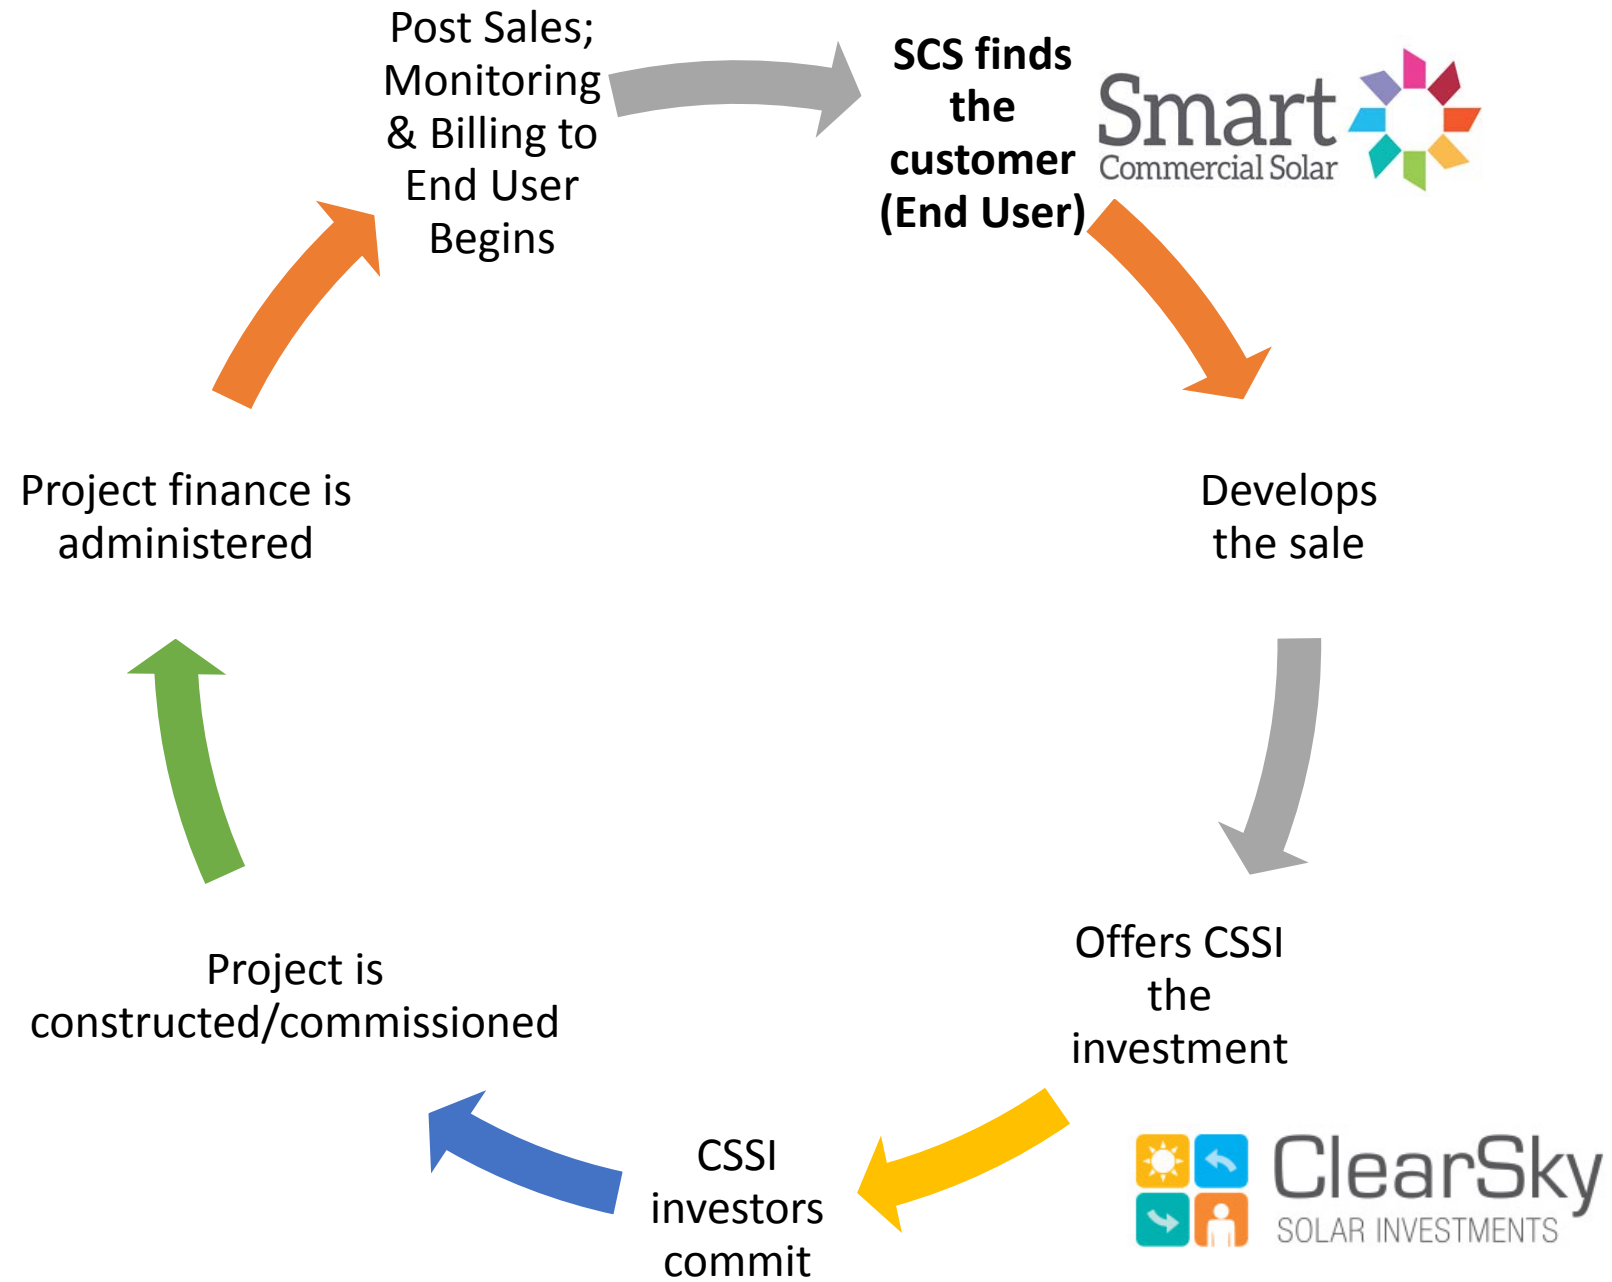 SCS finds
the
customer
(End User)
Smart
Commercial Solar
Develops
the sale
Offers CSSI
the
investment
ClearSky
SOLAR INVESTMENTS
CSSI
investors
commit
Project is
constructed/commissioned
Project finance is
administered
Post Sales;
Monitoring
& Billing to
End User
Begins